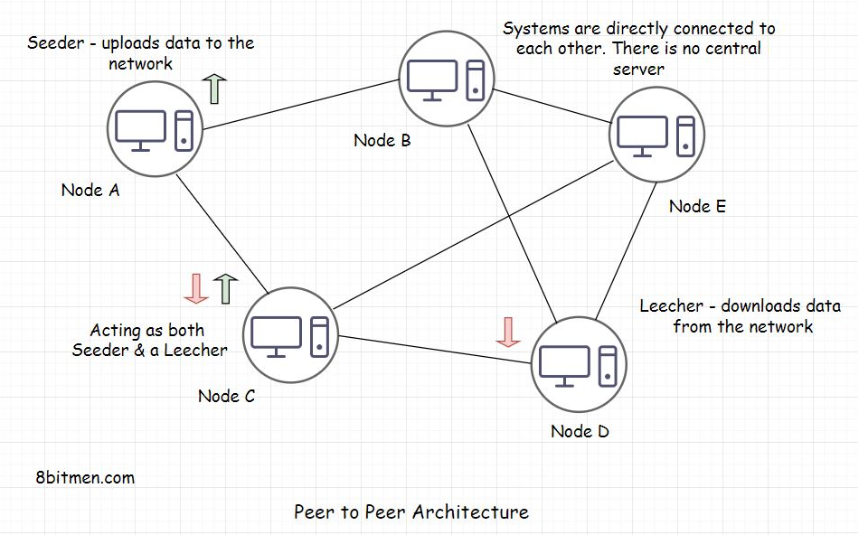 Seeder - uploads data to the
network
Systems are directly connected to
each other. There is no central
server
Node B
Node A
Node E
Leecher - downloads data
from the network
Acting as both
Seeder & a Leecher
Node C
Node D
8bitmen.com
Peer to Peer Architecture